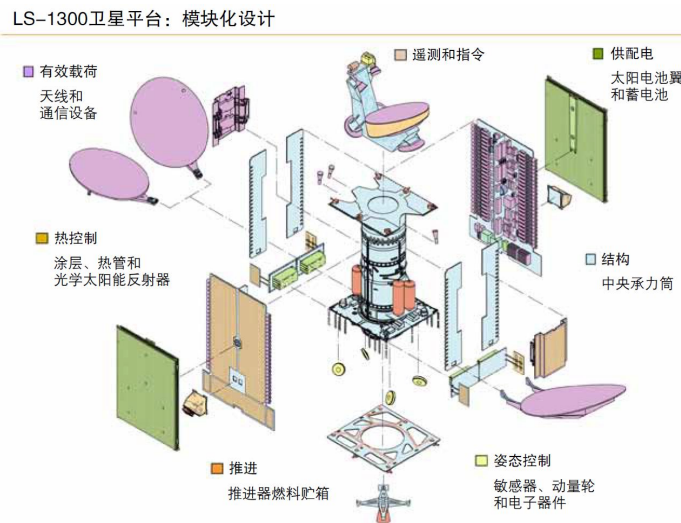 LS-1300卫星平台：模块化设计
有效载荷
天线和
通信设备
遥测和指令
供配电
太阳电池翼
和蓄电池
热控制
涂层、热管和
光学太阳能反射器
结构
中央承力筒
推进
推进器燃料贮箱
姿态控制
敏感器、动量轮
和电子器件